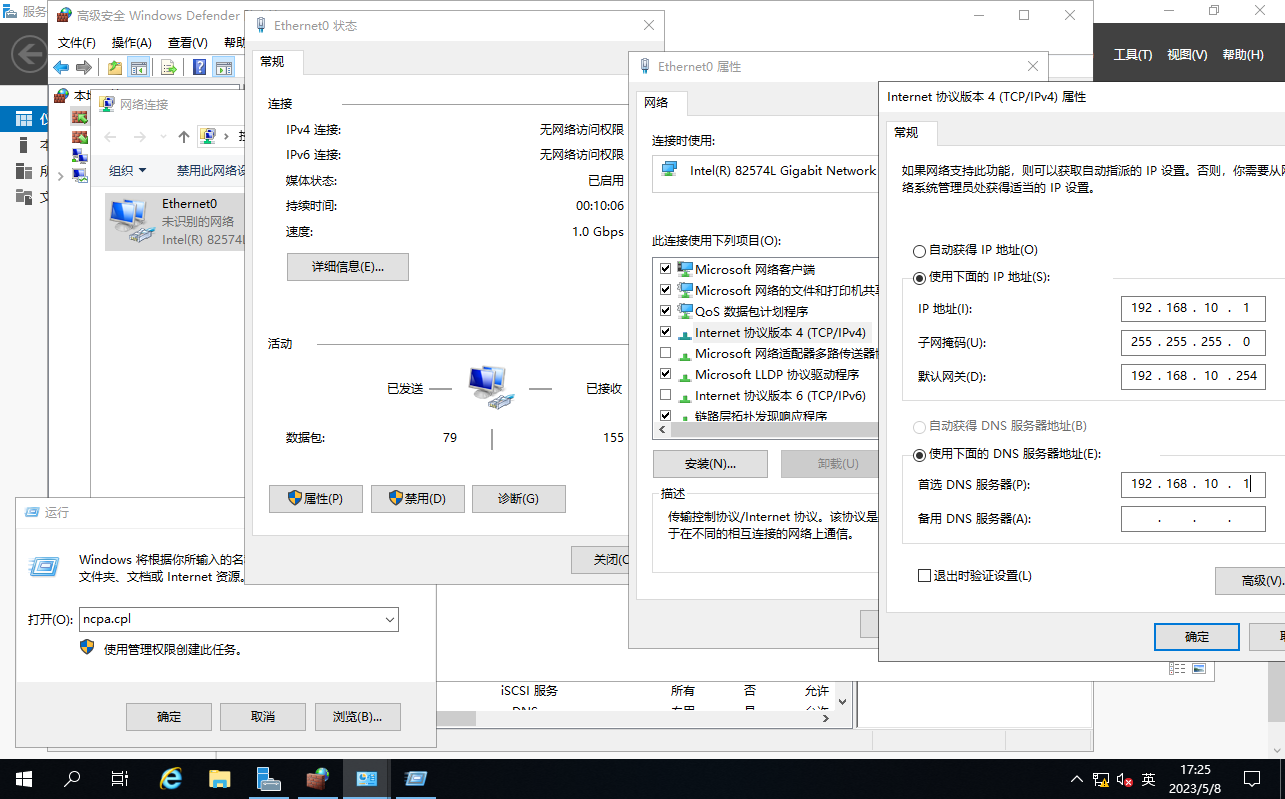 服务
高级安全 Windows Defender
文件(F) 操作(A) 查看(V) 帮助
本地
工具(T) 视图(V) 帮助(H)
网络连接
组织
禁用此网络设
Ethernet0
未识别的网络
Intel(R) 82574L
Ethernet0 状态
常规
连接
IPv4 连接: 无网络访问权限
IPv6 连接: 无网络访问权限
媒体状态: 已启用
持续时间: 00:10:06
速度: 1.0 Gbps
详细信息(E)...
活动
已发送 —— —— 已接收
数据包: 79 | 155
属性(P) 禁用(D) 诊断(G)
关闭(C
Ethernet0 属性
网络
连接时使用:
Intel(R) 82574L Gigabit Network
此连接使用下列项目(O):
Microsoft 网络客户端
Microsoft 网络的文件和打印机共享
QoS 数据包计划程序
Internet 协议版本 4 (TCP/IPv4)
Microsoft 网络适配器多路传送器
Microsoft LLDP 协议驱动程序
Internet 协议版本 6 (TCP/IPv6)
链路层拓扑发现响应程序
安装(N)... 卸载(U)
描述
传输控制协议/Internet 协议。该协议是
于在不同的相互连接的网络上通信。
Internet 协议版本 4 (TCP/IPv4) 属性
常规
如果网络支持此功能，则可以获取自动指派的 IP 设置。否则，你需要从网
络系统管理员处获得适当的 IP 设置。
自动获得 IP 地址(O)
使用下面的 IP 地址(S):
IP 地址(I): 192 . 168 . 10 . 1
子网掩码(U): 255 . 255 . 255 . 0
默认网关(D): 192 . 168 . 10 . 254
自动获得 DNS 服务器地址(B)
使用下面的 DNS 服务器地址(E):
首选 DNS 服务器(P): 192 . 168 . 10 . 1
备用 DNS 服务器(A): . . .
退出时验证设置(L)
高级(V)...
确定 取
运行
Windows 将根据你所输入的名
文件夹、文档或 Internet 资源。
打开(O): ncpa.cpl
使用管理权限创建此任务。
确定 取消 浏览(B)...
iSCSI 服务 所有 否 允许
英
17:25
2023/5/8